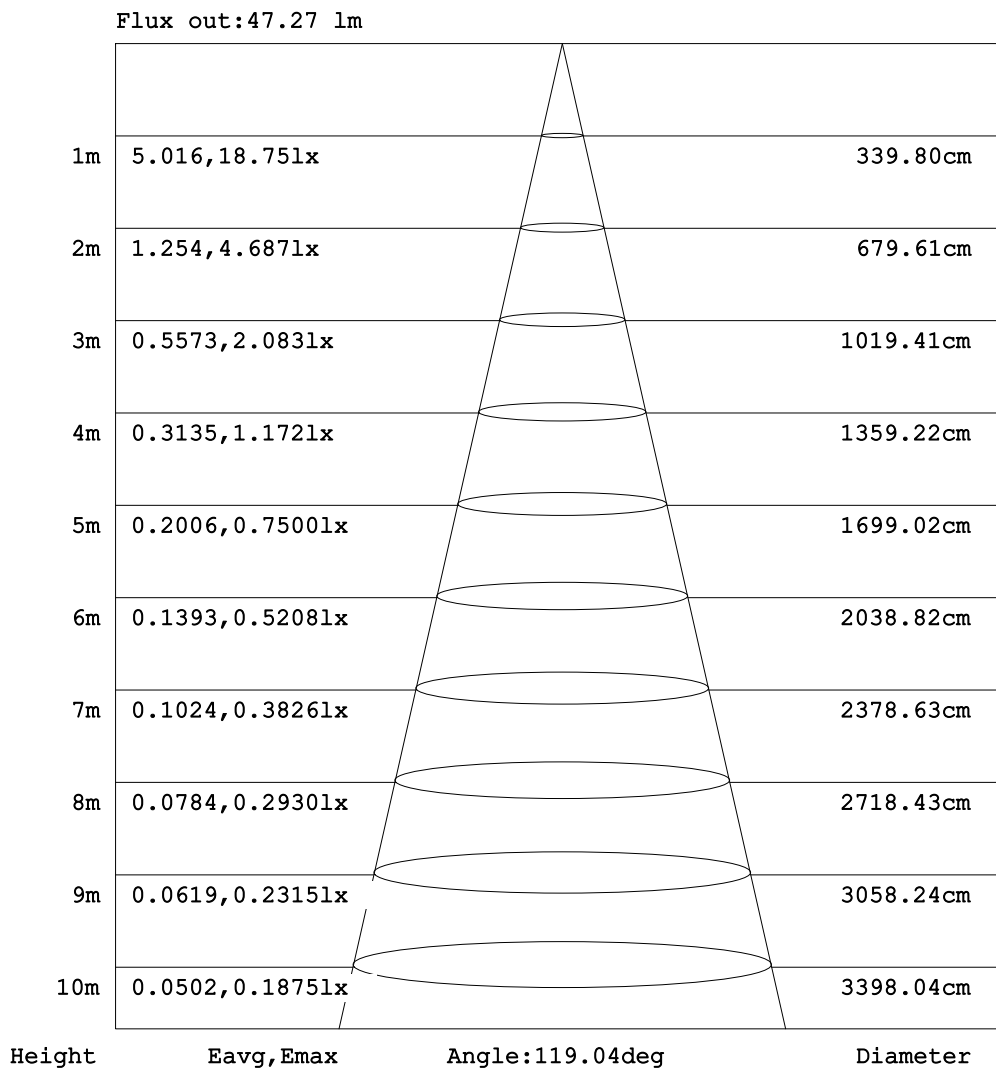 Flux out:47.27 lm
1m 5.016,18.75lx 339.80cm
2m 1.254,4.687lx 679.61cm
3m 0.5573,2.083lx 1019.41cm
4m 0.3135,1.172lx 1359.22cm
5m 0.2006,0.7500lx 1699.02cm
6m 0.1393,0.5208lx 2038.82cm
7m 0.1024,0.3826lx 2378.63cm
8m 0.0784,0.2930lx 2718.43cm
9m 0.0619,0.2315lx 3058.24cm
10m 0.0502,0.1875lx 3398.04cm
Height Eavg,Emax Angle:119.04deg Diameter